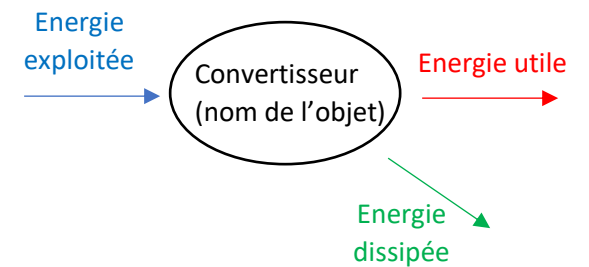 Energie
exploitée
Convertisseur
(nom de l'objet)
Energie utile
Energie
dissipée